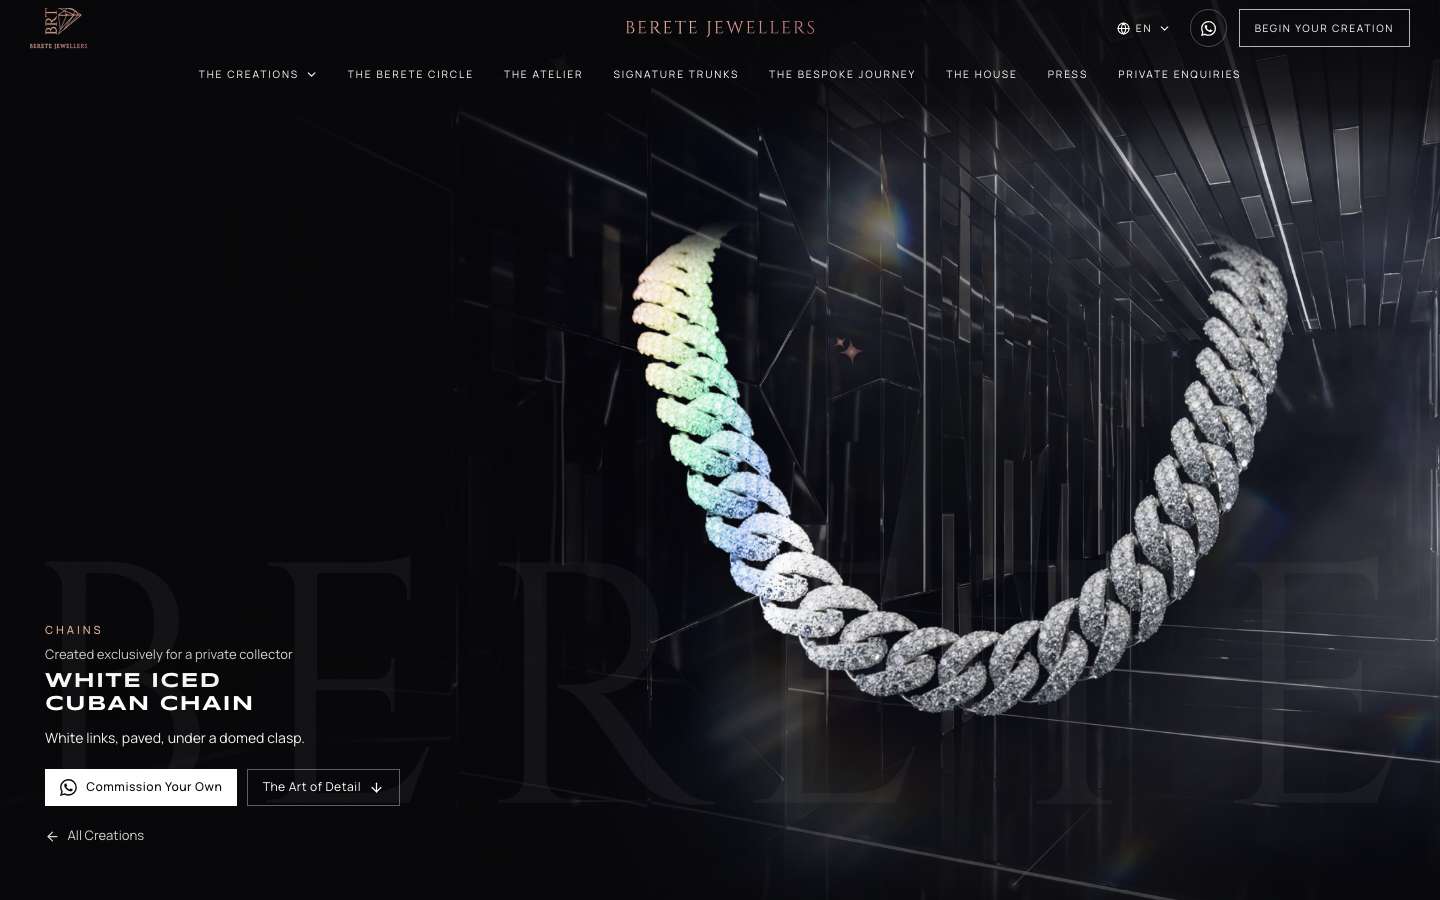 BRT
BERETE JEWELLERS
BERETE JEWELLERS
EN
BEGIN YOUR CREATION
THE CREATIONS
THE BERETE CIRCLE
THE ATELIER
SIGNATURE TRUNKS
THE BESPOKE JOURNEY
THE HOUSE
PRESS
PRIVATE ENQUIRIES
BERETE
CHAINS
Created exclusively for a private collector
WHITE ICED
CUBAN CHAIN
White links, paved, under a domed clasp.
Commission Your Own
The Art of Detail
All Creations